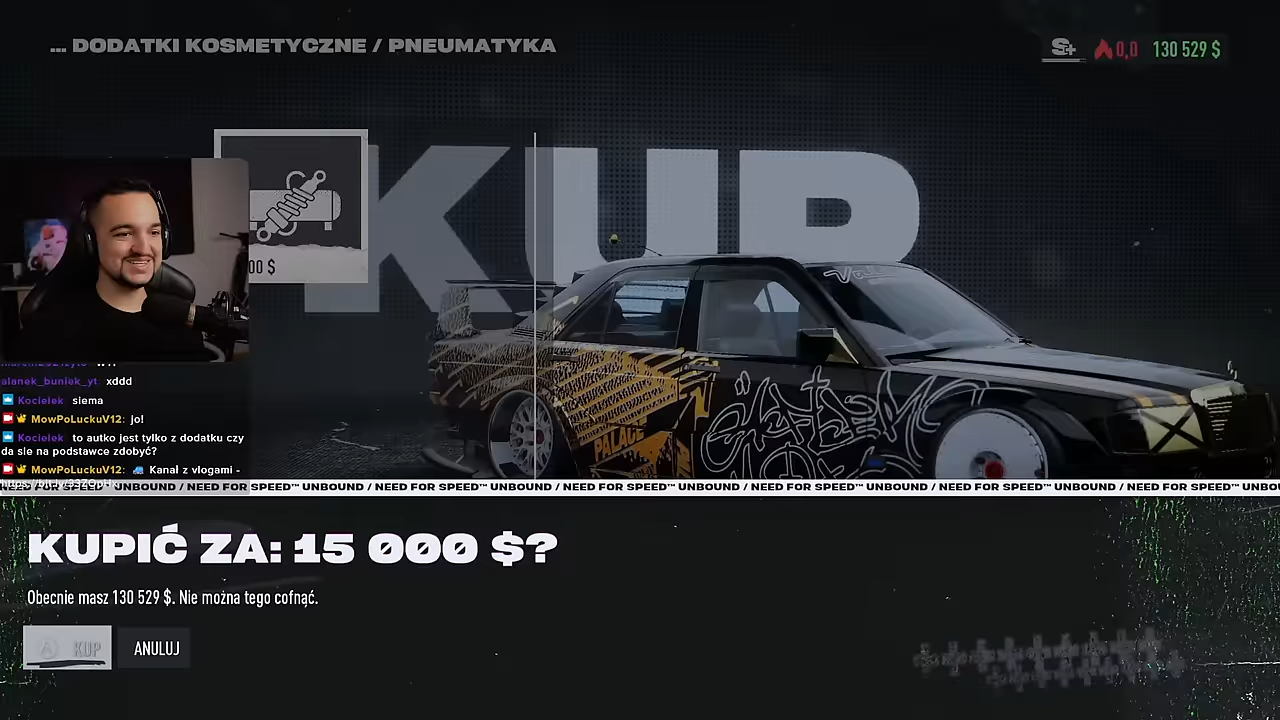 ... DODATKI KOSMETYCZNE / PNEUMATYKA
S+ 0,0 130 529 $
KUP
00 $
alanek_buniek_yt: xddd
Kocielek siema
MowPoLuckuV12: jo!
Kocielek to autko jest tylko z dodatku czy
da sie na podstawce zdobyć?
MowPoLuckuV12: Kanał z vlogami -
UNBOUND / NEED FOR SPEED™ UNBOUND / NEED FOR SPEED™ UNBOUND / NEED FOR SPEED™ UNBOUND / NEED FOR SPEED™ UNBOUND / NEED FOR SPEED™ UNBOUND / NEED FOR SPEED™ UNBO
PALACE
KUPIĆ ZA: 15 000 $?
Obecnie masz 130 529 $. Nie można tego cofnąć.
KUP
ANULUJ